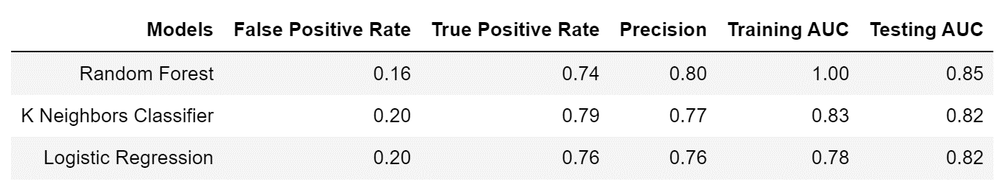 Models False Positive Rate True Positive Rate Precision Training AUC Testing AUC
Random Forest 0.16 0.74 0.80 1.00 0.85
K Neighbors Classifier 0.20 0.79 0.77 0.83 0.82
Logistic Regression 0.20 0.76 0.76 0.78 0.82